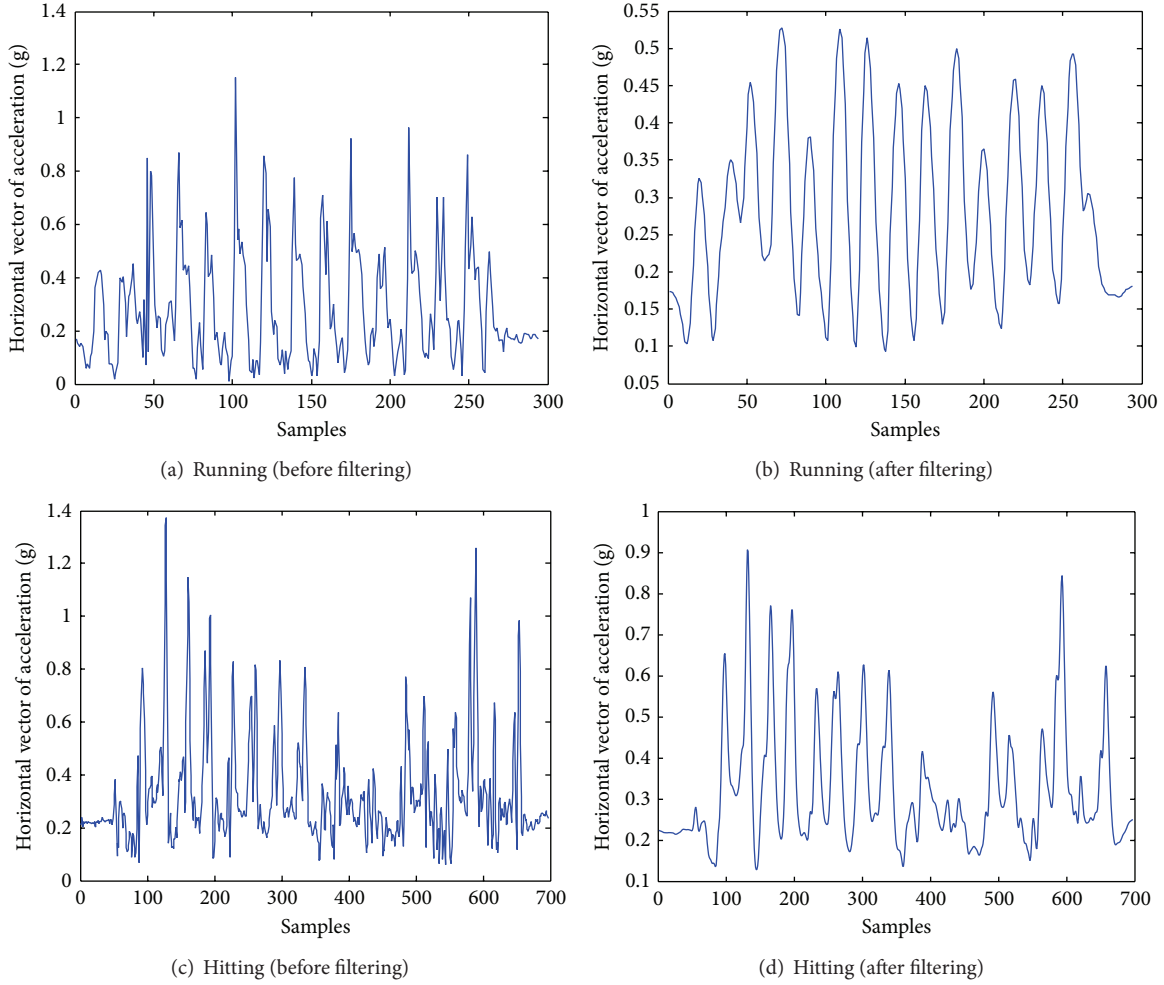 1.4
1.2
1
0.8
0.6
0.4
0.2
0
Horizontal vector of acceleration (g)
0 50 100 150 200 250 300
Samples
(a) Running (before filtering)
0.55
0.5
0.45
0.4
0.35
0.3
0.25
0.2
0.15
0.1
0.05
Horizontal vector of acceleration (g)
0 50 100 150 200 250 300
Samples
(b) Running (after filtering)
1.4
1.2
1
0.8
0.6
0.4
0.2
0
Horizontal vector of acceleration (g)
0 100 200 300 400 500 600 700
Samples
(c) Hitting (before filtering)
1
0.9
0.8
0.7
0.6
0.5
0.4
0.3
0.2
0.1
Horizontal vector of acceleration (g)
0 100 200 300 400 500 600 700
Samples
(d) Hitting (after filtering)